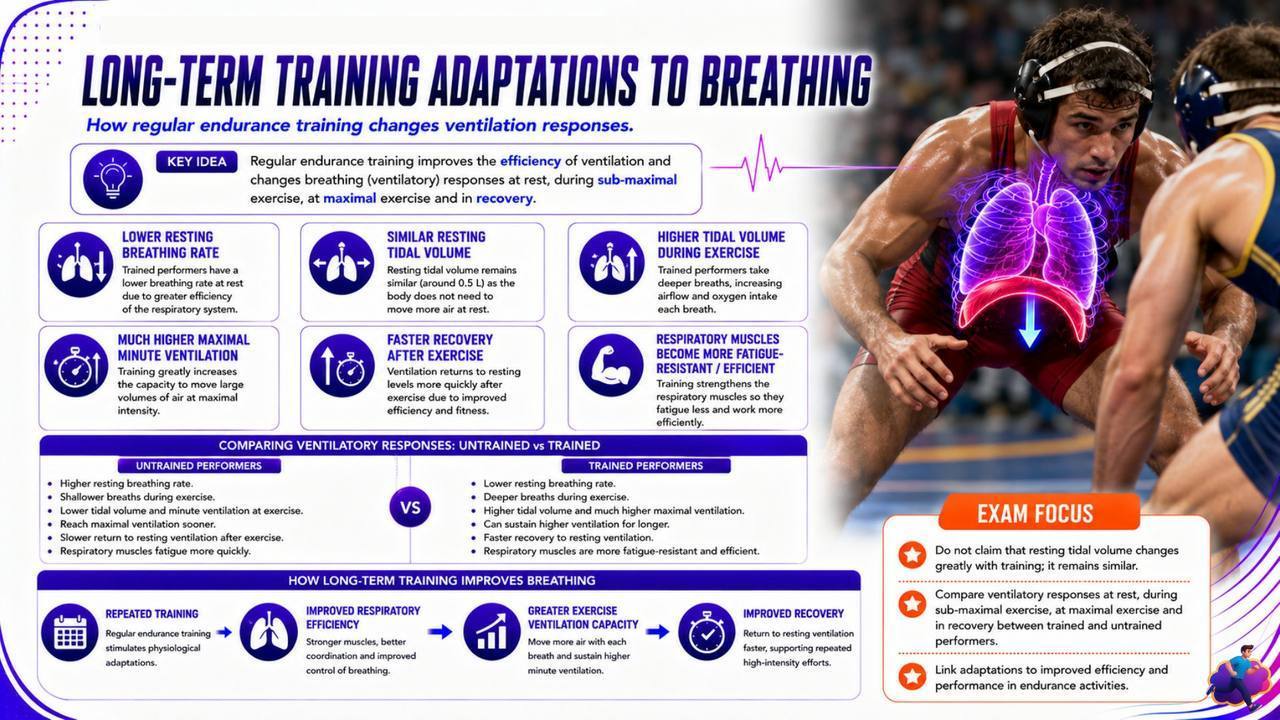 LONG-TERM TRAINING ADAPTATIONS TO BREATHING
How regular endurance training changes ventilation responses.
KEY IDEA
Regular endurance training improves the efficiency of ventilation and
changes breathing (ventilatory) responses at rest, during sub-maximal
exercise, at maximal exercise and in recovery.
LOWER RESTING
BREATHING RATE
Trained performers have a
lower breathing rate at rest
due to greater efficiency
of the respiratory system.
SIMILAR RESTING
TIDAL VOLUME
Resting tidal volume remains
similar (around 0.5 L) as the
body does not need to
move more air at rest.
HIGHER TIDAL VOLUME
DURING EXERCISE
Trained performers take
deeper breaths, increasing
airflow and oxygen intake
each breath.
MUCH HIGHER MAXIMAL
MINUTE VENTILATION
Training greatly increases
the capacity to move large
volumes of air at maximal
intensity.
FASTER RECOVERY
AFTER EXERCISE
Ventilation returns to resting
levels more quickly after
exercise due to improved
efficiency and fitness.
RESPIRATORY MUSCLES
BECOME MORE FATIGUE-
RESISTANT / EFFICIENT
Training strengthens the
respiratory muscles so they
fatigue less and work more
efficiently.
COMPARING VENTILATORY RESPONSES: UNTRAINED vs TRAINED
UNTRAINED PERFORMERS
• Higher resting breathing rate.
• Shallower breaths during exercise.
• Lower tidal volume and minute ventilation at exercise.
• Reach maximal ventilation sooner.
• Slower return to resting ventilation after exercise.
• Respiratory muscles fatigue more quickly.
VS
TRAINED PERFORMERS
• Lower resting breathing rate.
• Deeper breaths during exercise.
• Higher tidal volume and much higher maximal ventilation.
• Can sustain higher ventilation for longer.
• Faster recovery to resting ventilation.
• Respiratory muscles are more fatigue-resistant and efficient.
HOW LONG-TERM TRAINING IMPROVES BREATHING
REPEATED TRAINING
Regular endurance training
stimulates physiological
adaptations.
IMPROVED RESPIRATORY
EFFICIENCY
Stronger muscles, better
coordination and improved
control of breathing.
GREATER EXERCISE
VENTILATION CAPACITY
Move more air with each
breath and sustain higher
minute ventilation.
IMPROVED RECOVERY
Return to resting ventilation
faster, supporting repeated
high-intensity efforts.
EXAM FOCUS
Do not claim that resting tidal volume changes
greatly with training; it remains similar.
Compare ventilatory responses at rest, during
sub-maximal exercise, at maximal exercise and
in recovery between trained and untrained
performers.
Link adaptations to improved efficiency and
performance in endurance activities.